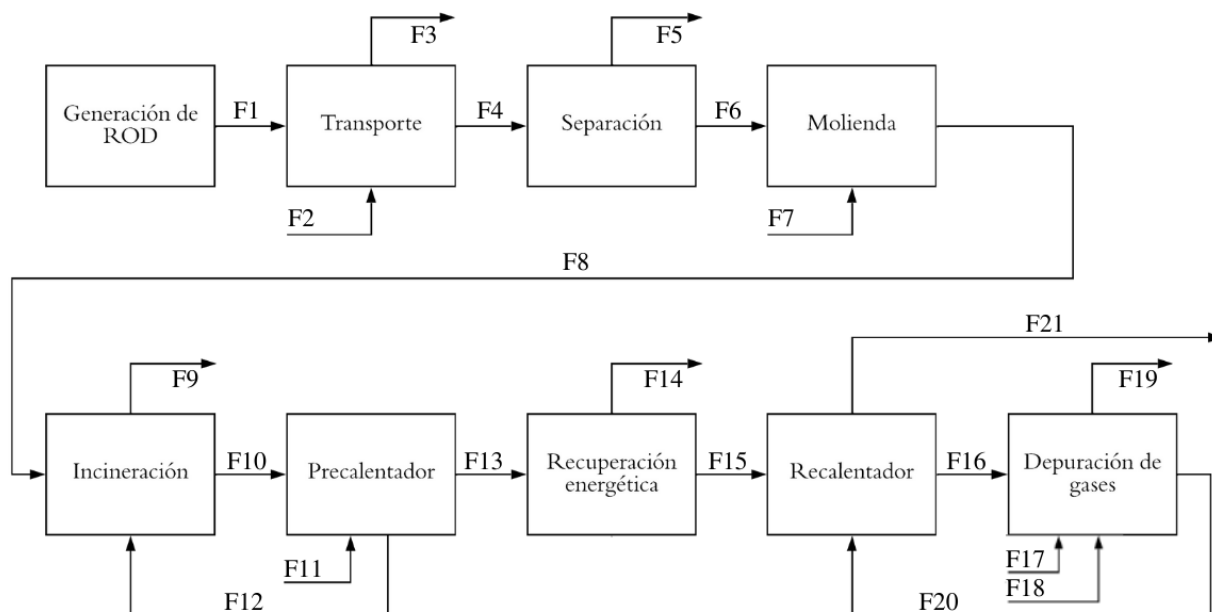 F3
F5
Generación de
ROD
F1
Transporte
F4
Separación
F6
Molienda
F2
F7
F8
F21
F9
F14
F19
Incineración
F10
Precalentador
F13
Recuperación
energética
F15
Recalentador
F16
Depuración de
gases
F11
F17
F18
F12
F20